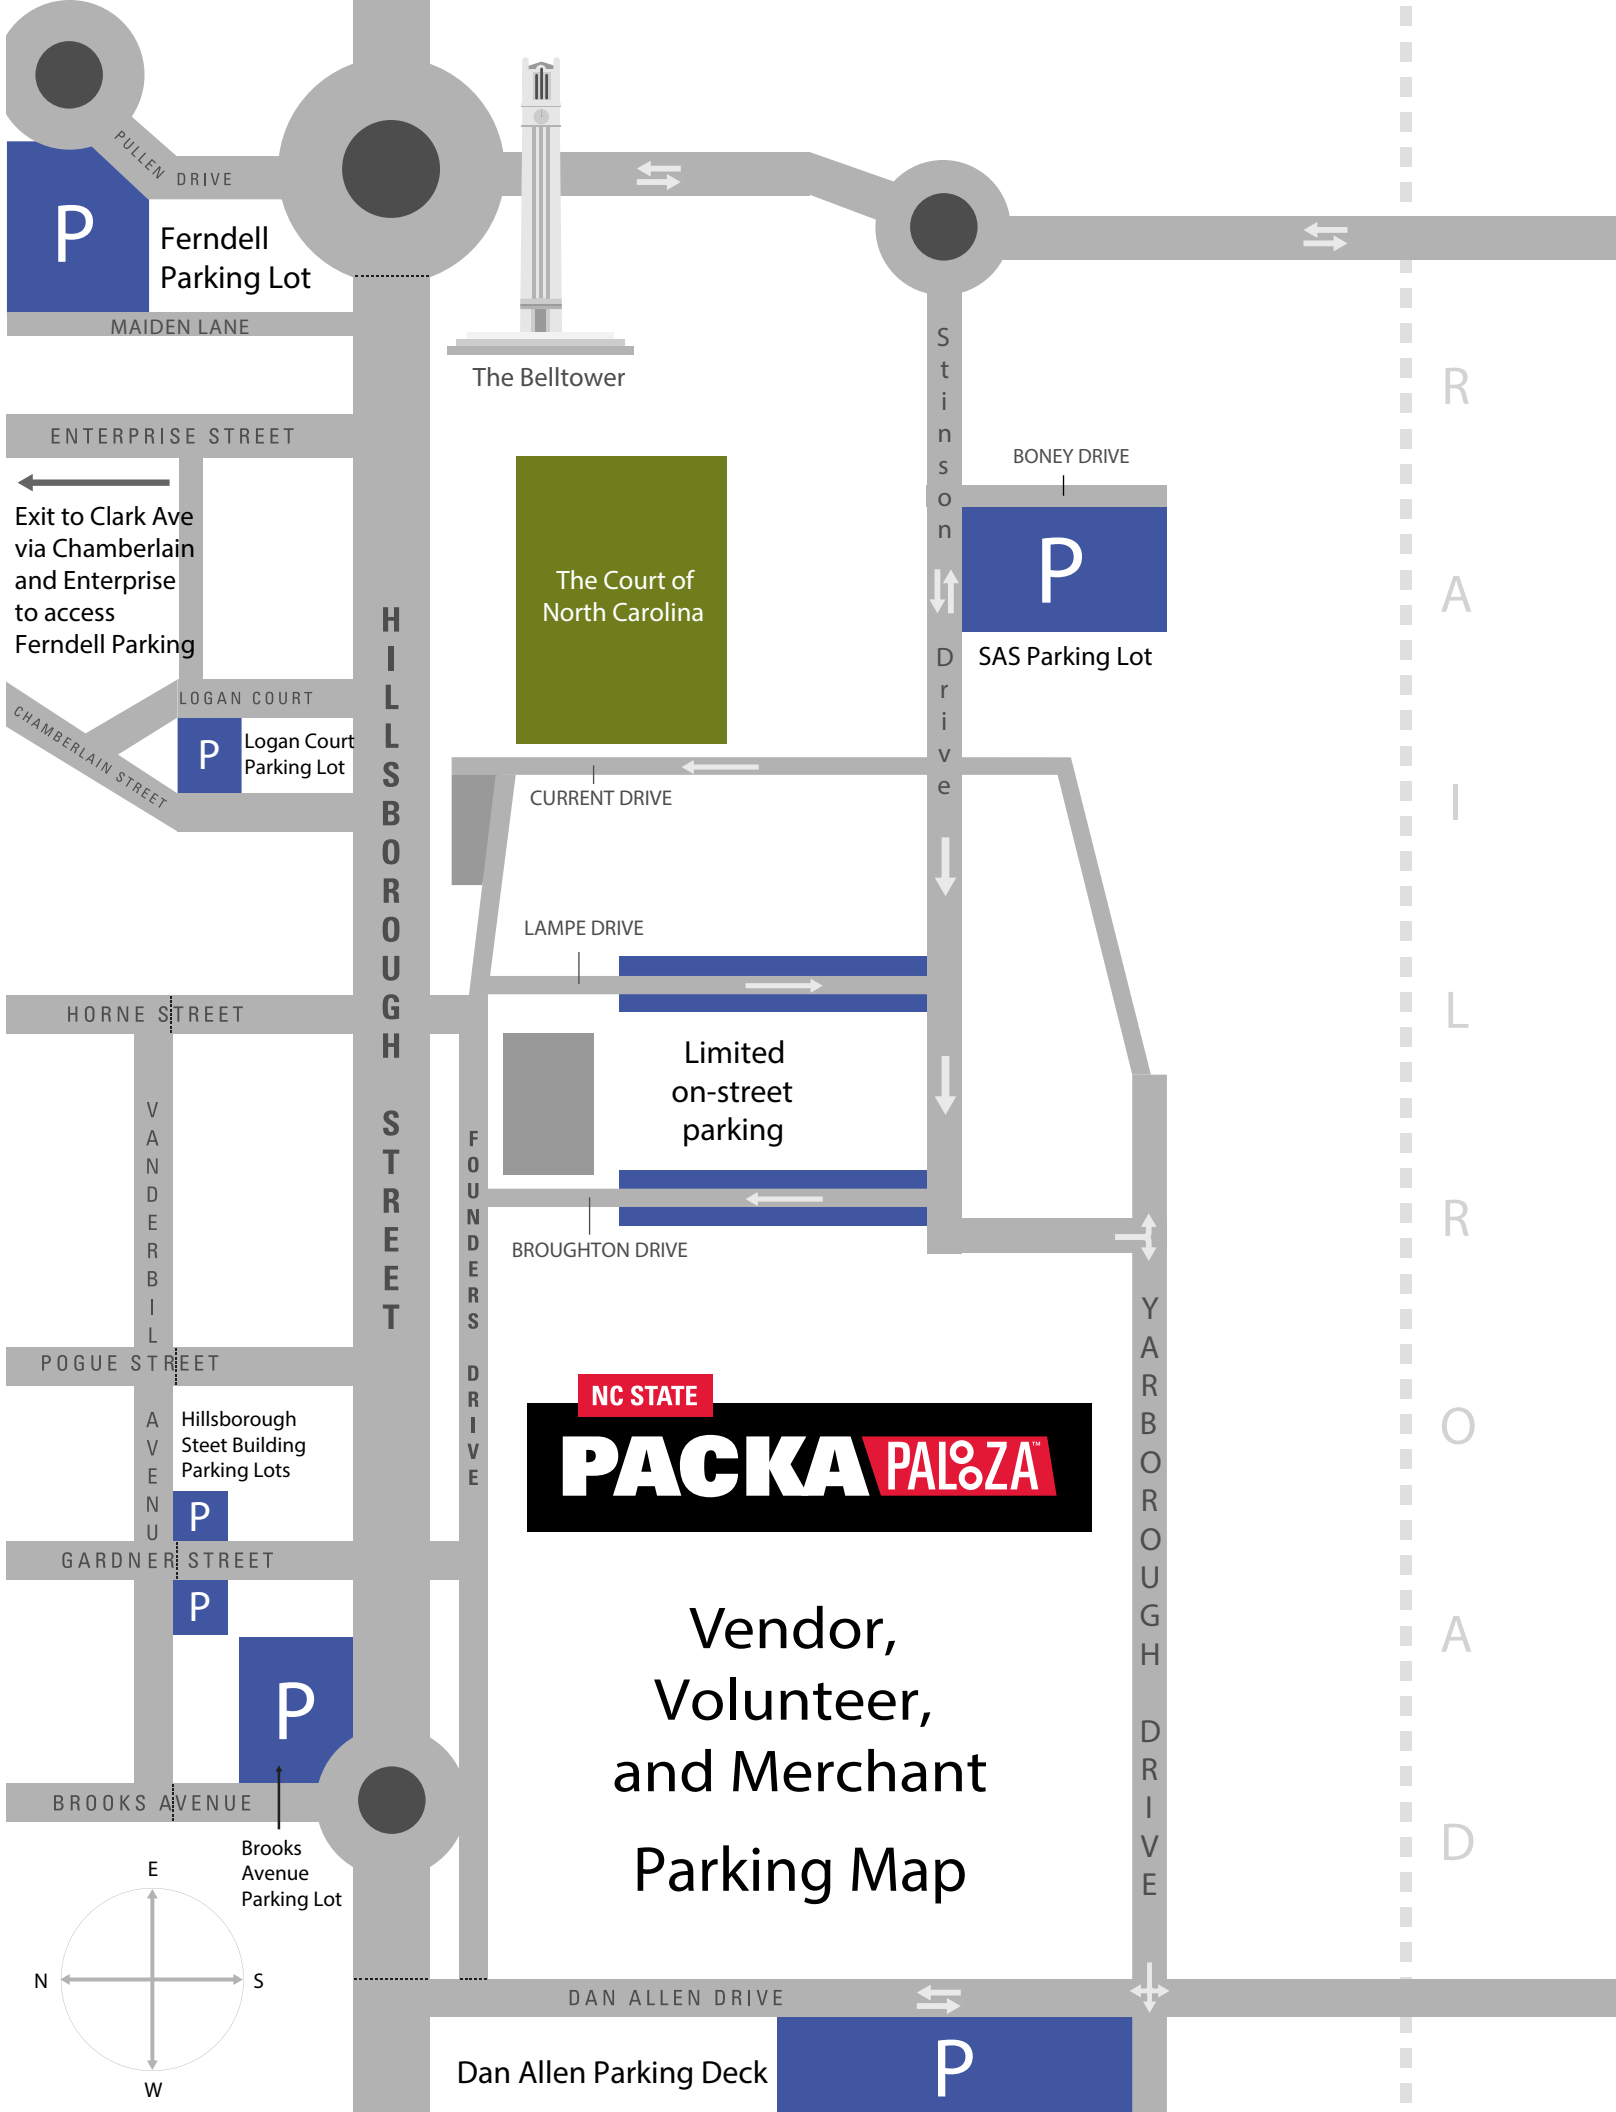 PULLEN DRIVE
P
Ferndell
Parking Lot
MAIDEN LANE
The Belltower
ENTERPRISE STREET
Exit to Clark Ave
via Chamberlain
and Enterprise
to access
Ferndell Parking
LOGAN COURT
P
Logan Court
Parking Lot
CHAMBERLAIN STREET
HILLSBOROUGH STREET
The Court of
North Carolina
Stinson Drive
BONEY DRIVE
P
SAS Parking Lot
RAILROAD
CURRENT DRIVE
LAMPE DRIVE
HORNE STREET
Limited
on-street
parking
BROUGHTON DRIVE
VANDERBIL AVENU
FOUNDERS DRIVE
YARBOROUGH DRIVE
POGUE STREET
Hillsborough
Steet Building
Parking Lots
P
GARDNER STREET
P
NC STATE
PACKAPALOOZA™
Vendor,
Volunteer,
and Merchant
Parking Map
P
BROOKS AVENUE
Brooks
Avenue
Parking Lot
E
N
S
W
DAN ALLEN DRIVE
Dan Allen Parking Deck
P